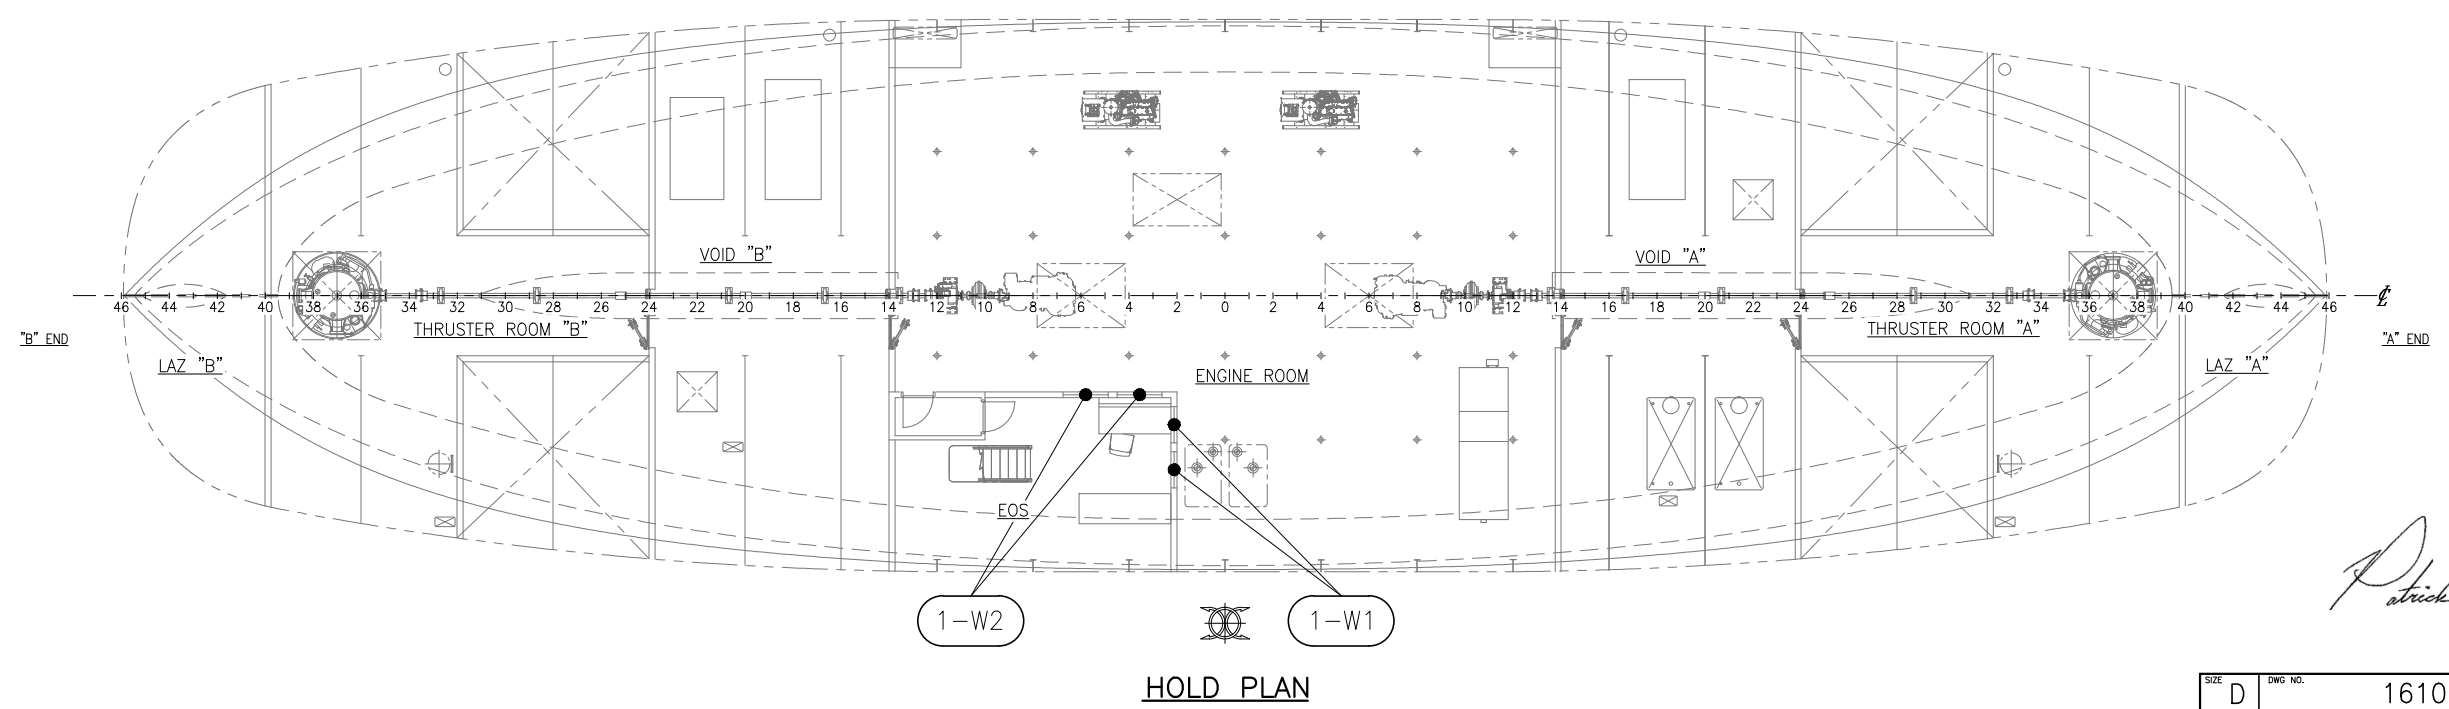 VOID "B"
VOID "A"
46 44 42 40 38 36 34 32 30 28 26 24 22 20 18 16 14 12 10 8 6 4 2 0 2 4 6 8 10 12 14 16 18 20 22 24 26 28 30 32 34 36 38 40 42 44 46
THRUSTER ROOM "B"
THRUSTER ROOM "A"
"B" END
"A" END
LAZ "B"
LAZ "A"
ENGINE ROOM
EOS
1-W2
1-W1
Patrick
HOLD PLAN
SIZE
D
DWG NO.
1610